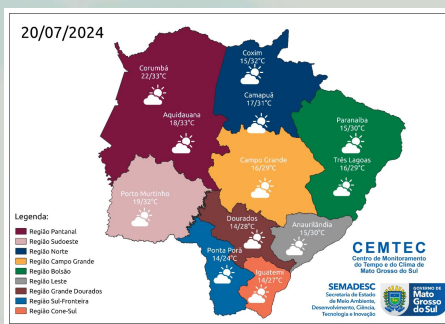 20/07/2024
Coxim
15/32°C
Corumbá
22/33°C
Camapuã
17/31°C
Aquidauana
18/33°C
Paranaíba
15/30°C
Três Lagoas
16/29°C
Campo Grande
16/29°C
Porto Murtinho
19/32°C
Dourados
14/28°C
Anaurilândia
15/30°C
Ponta Porã
14/24°C
Iguatemi
14/27°C
Legenda:
Região Pantanal
Região Sudoeste
Região Norte
Região Campo Grande
Região Bolsão
Região Leste
Região Grande Dourados
Região Sul-Fronteira
Região Cone-Sul
CEMTEC
Centro de Monitoramento
do Tempo e do Clima de
Mato Grosso do Sul
SEMADESC
Secretaria de Estado
de Meio Ambiente,
Desenvolvimento, Ciência,
Tecnologia e Inovação
GOVERNO DE
Mato
Grosso
do Sul